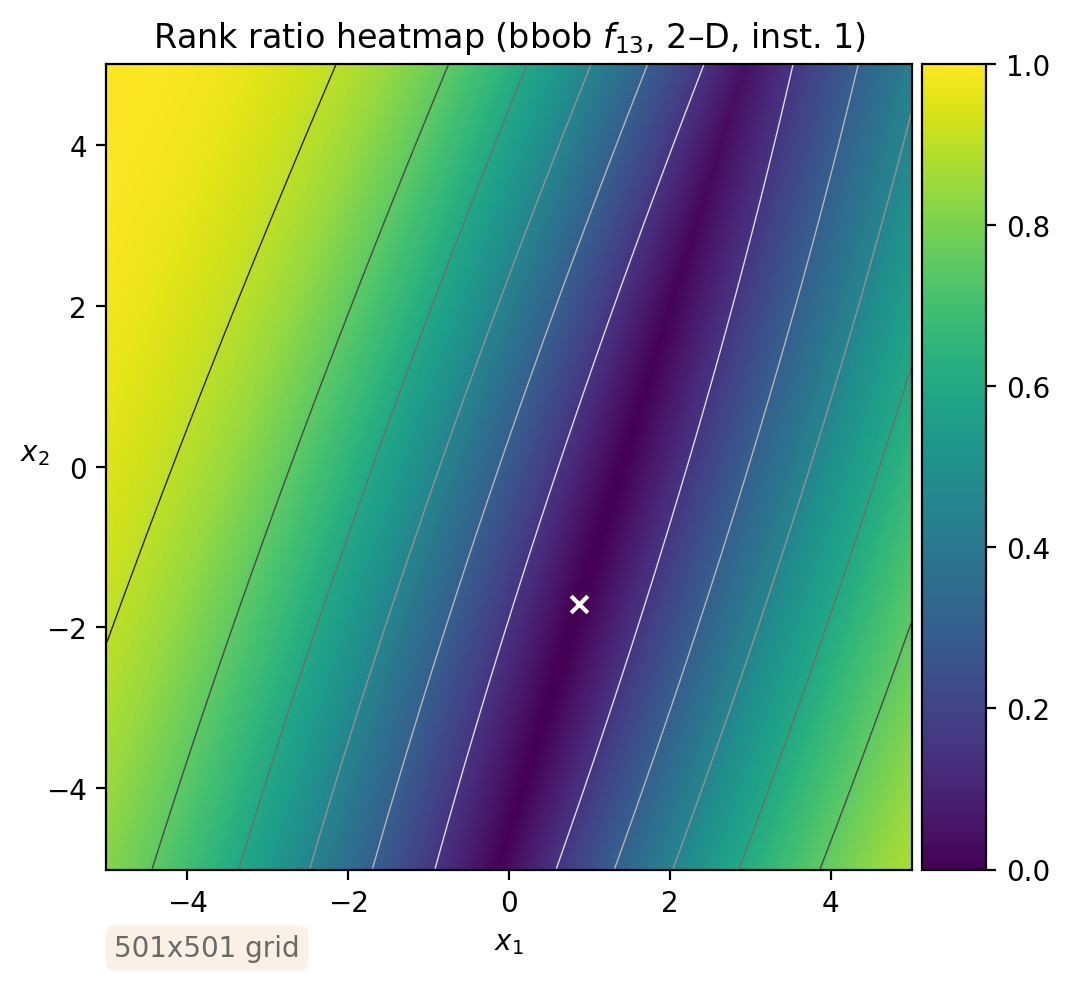 Rank ratio heatmap (bbob f₁₃, 2–D, inst. 1)
1.0
0.8
0.6
0.4
0.2
0.0
4
2
0
−2
−4
x₂
−4 −2 0 2 4
x₁
501x501 grid